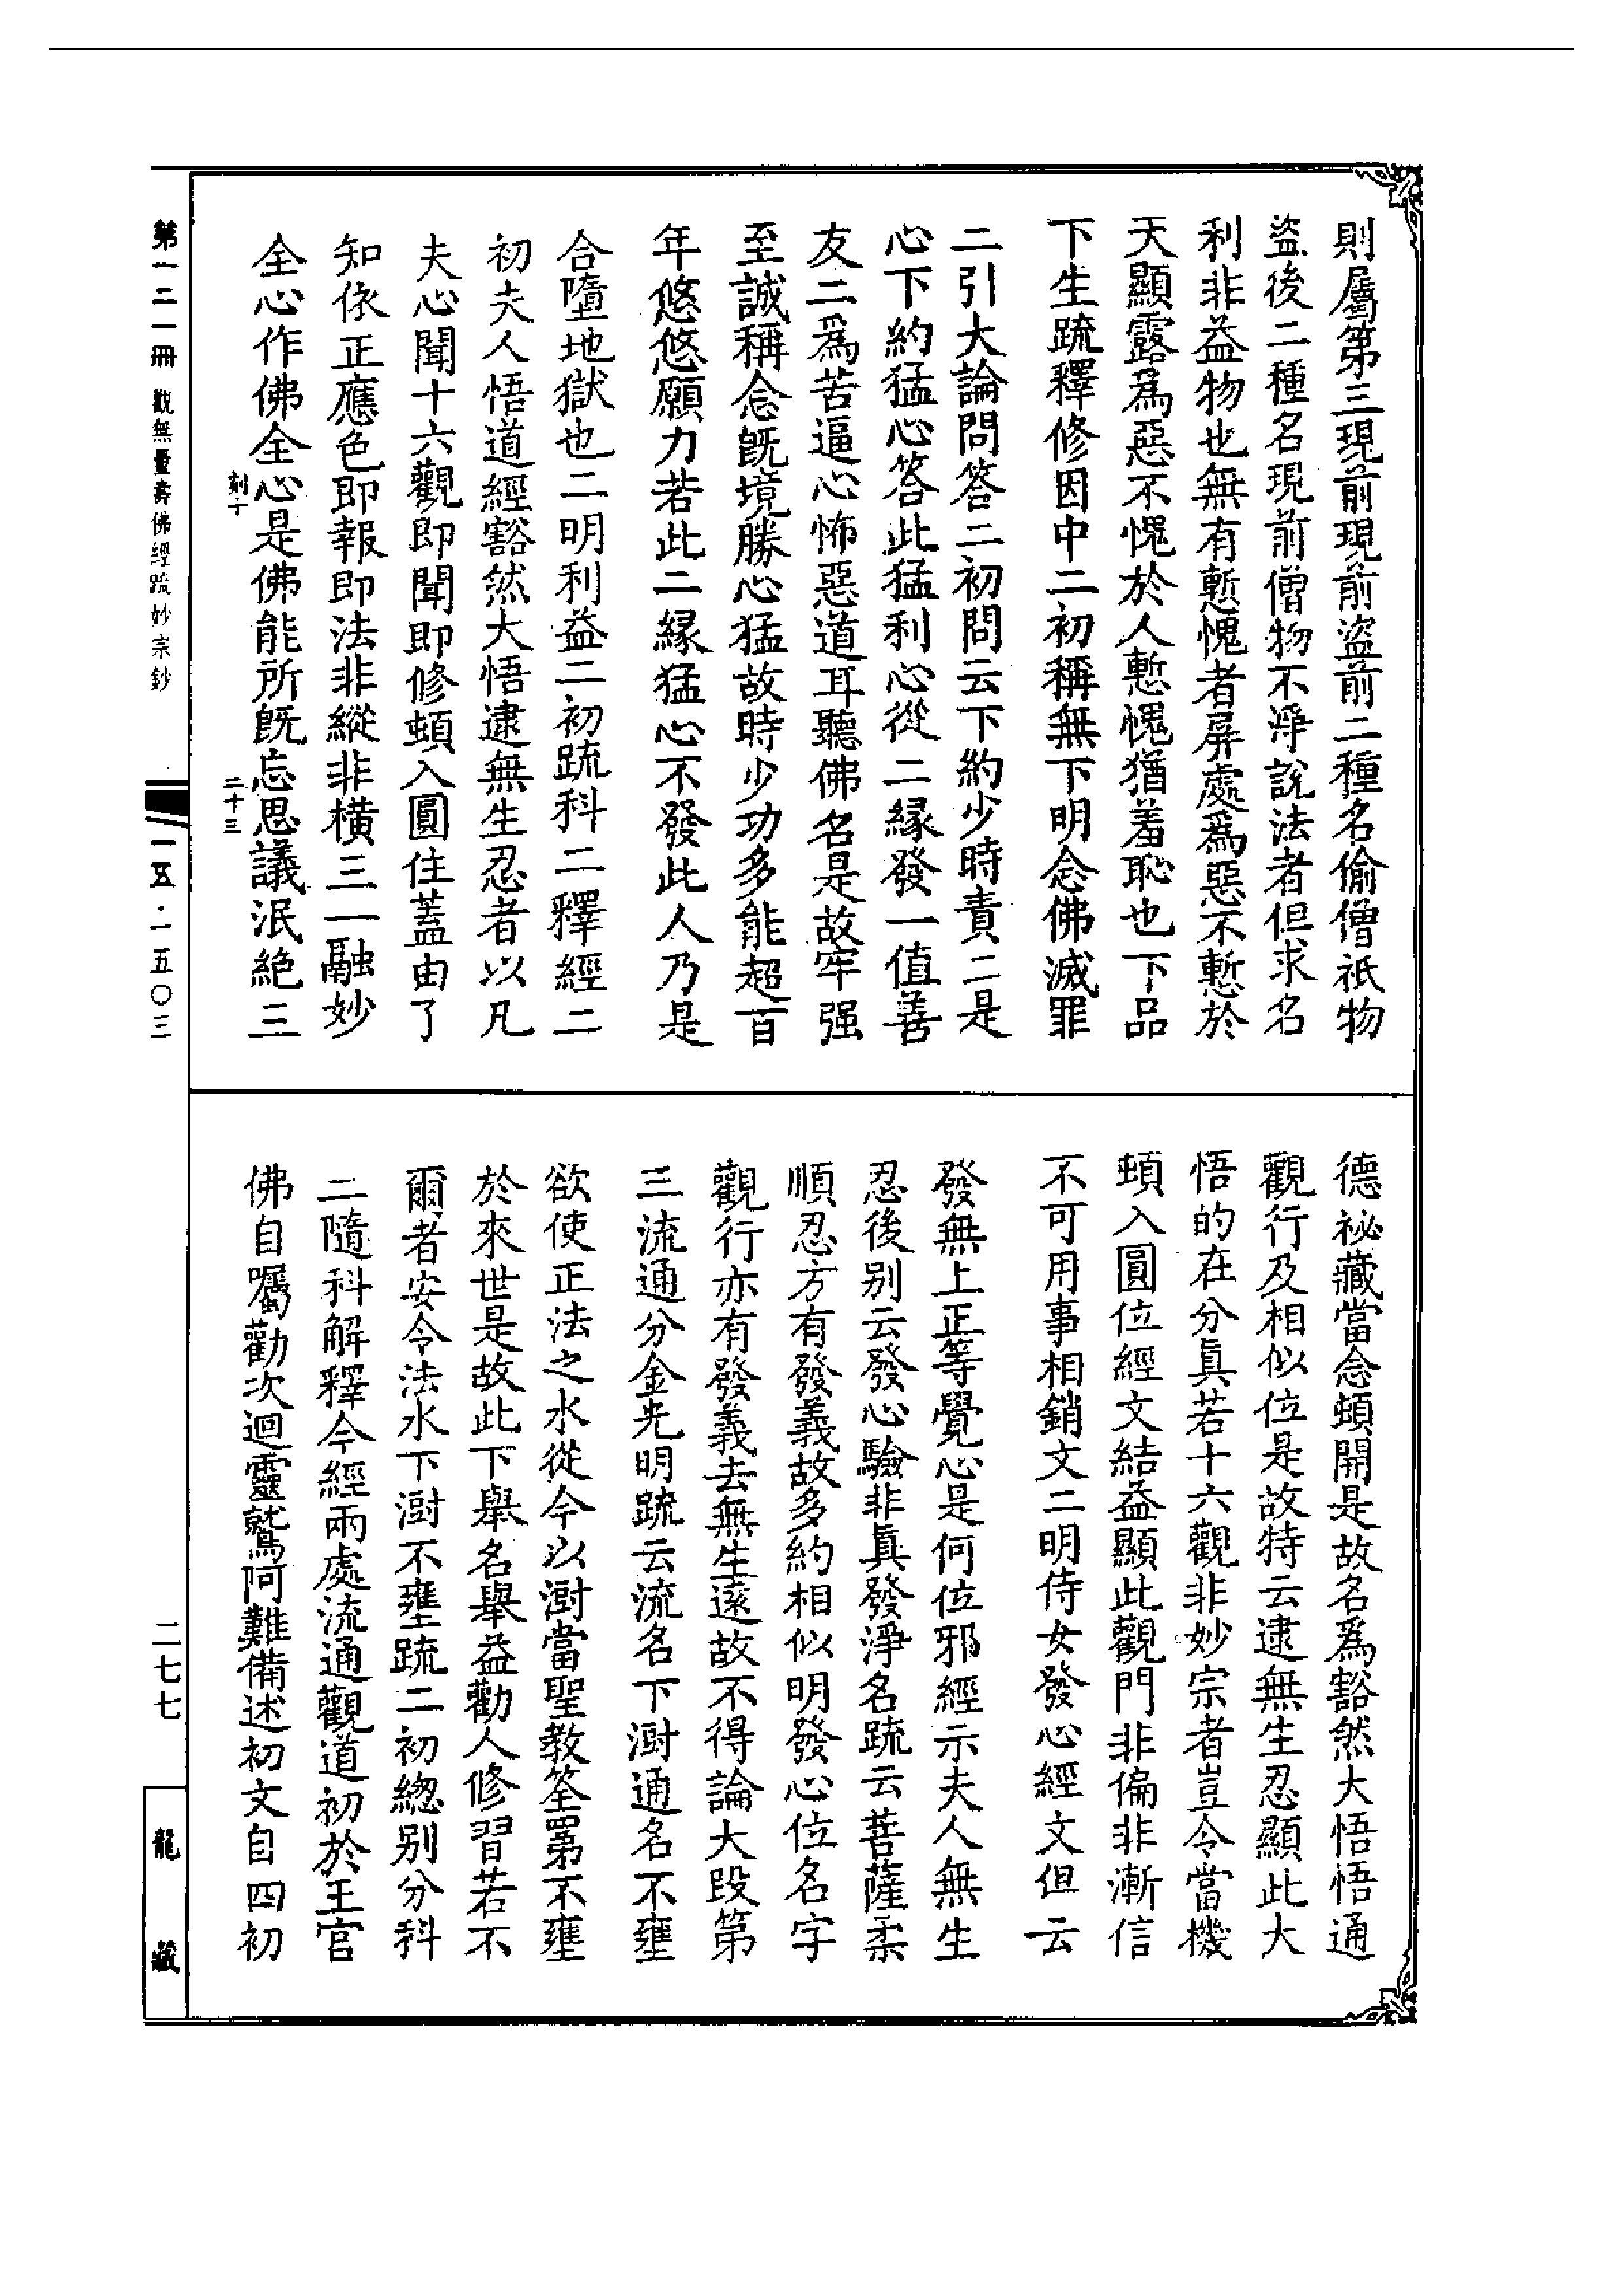 則屬第三現前現前盜前二種名偷僧祇物
盜後二種名現前僧物不淨說法者但求名
利非益物也無有慙愧者屏處爲惡不慙於
天顯露爲惡不愧於人慙愧猶羞恥也下品
下生疏釋修因中二初稱無下明念佛滅罪
二引大論問答二初問云下約少時責二是
心下約猛心答此猛利心從二緣發一值善
友二爲苦逼心怖惡道耳聽佛名是故牢强
至誠稱念旣境勝心猛故時少功多能超百
年悠悠願力若此二緣猛心不發此人乃是
合墮地獄也二明利益二初疏科二釋經二
初夫人悟道經豁然大悟逮無生忍者以凡
夫心聞十六觀即聞即修頓入圓住蓋由了
知依正應色即報即法非縱非橫三一融妙
全心作佛全心是佛能所旣忘思議泯絶三
刻十
二十三
德祕藏當念頓開是故名爲豁然大悟悟通
觀行及相似位是故特云逮無生忍顯此大
悟的在分眞若十六觀非妙宗者豈令當機
頓入圓位經文結益顯此觀門非偏非漸信
不可用事相銷文二明侍女發心經文但云
發無上正等覺心是何位邪經示夫人無生
忍後别云發心驗非眞發淨名疏云菩薩柔
順忍方有發義故多約相似明發心位名字
觀行亦有發義去無生遠故不得論大段第
三流通分金光明疏云流名下澍通名不壅
欲使正法之水從今以澍當聖教筌罤不壅
於來世是故此下舉名舉益勸人修習若不
爾者安令法水下澍不壅疏二初總别分科
二隨科解釋今經兩處流通觀道初於王宮
佛自囑勸次迴靈鷲阿難備述初文自四初
第一二一冊
觀無量壽佛經疏妙宗鈔
一五·一五〇三
二七七
龍藏